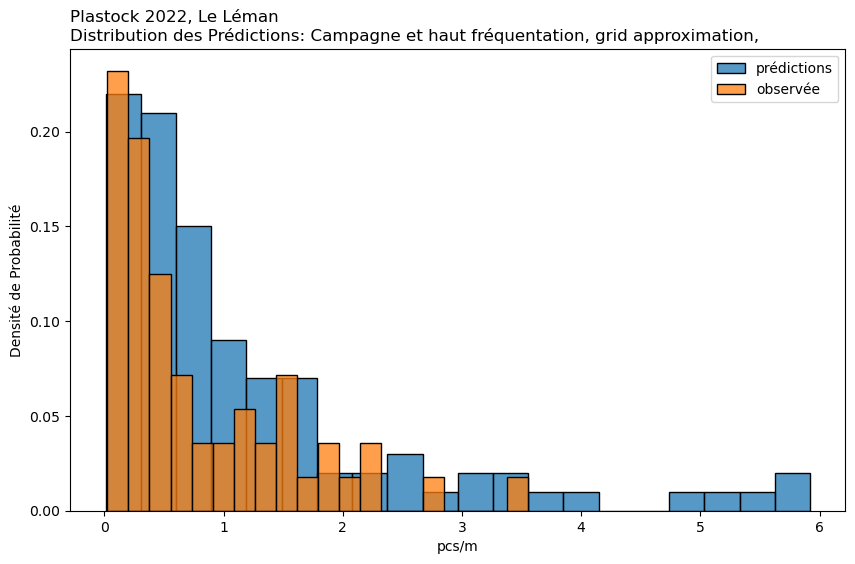 Plastock 2022, Le Léman
Distribution des Prédictions: Campagne et haut fréquentation, grid approximation,
prédictions
observée
Densité de Probabilité
0.20
0.15
0.10
0.05
0.00
0 1 2 3 4 5 6
pcs/m